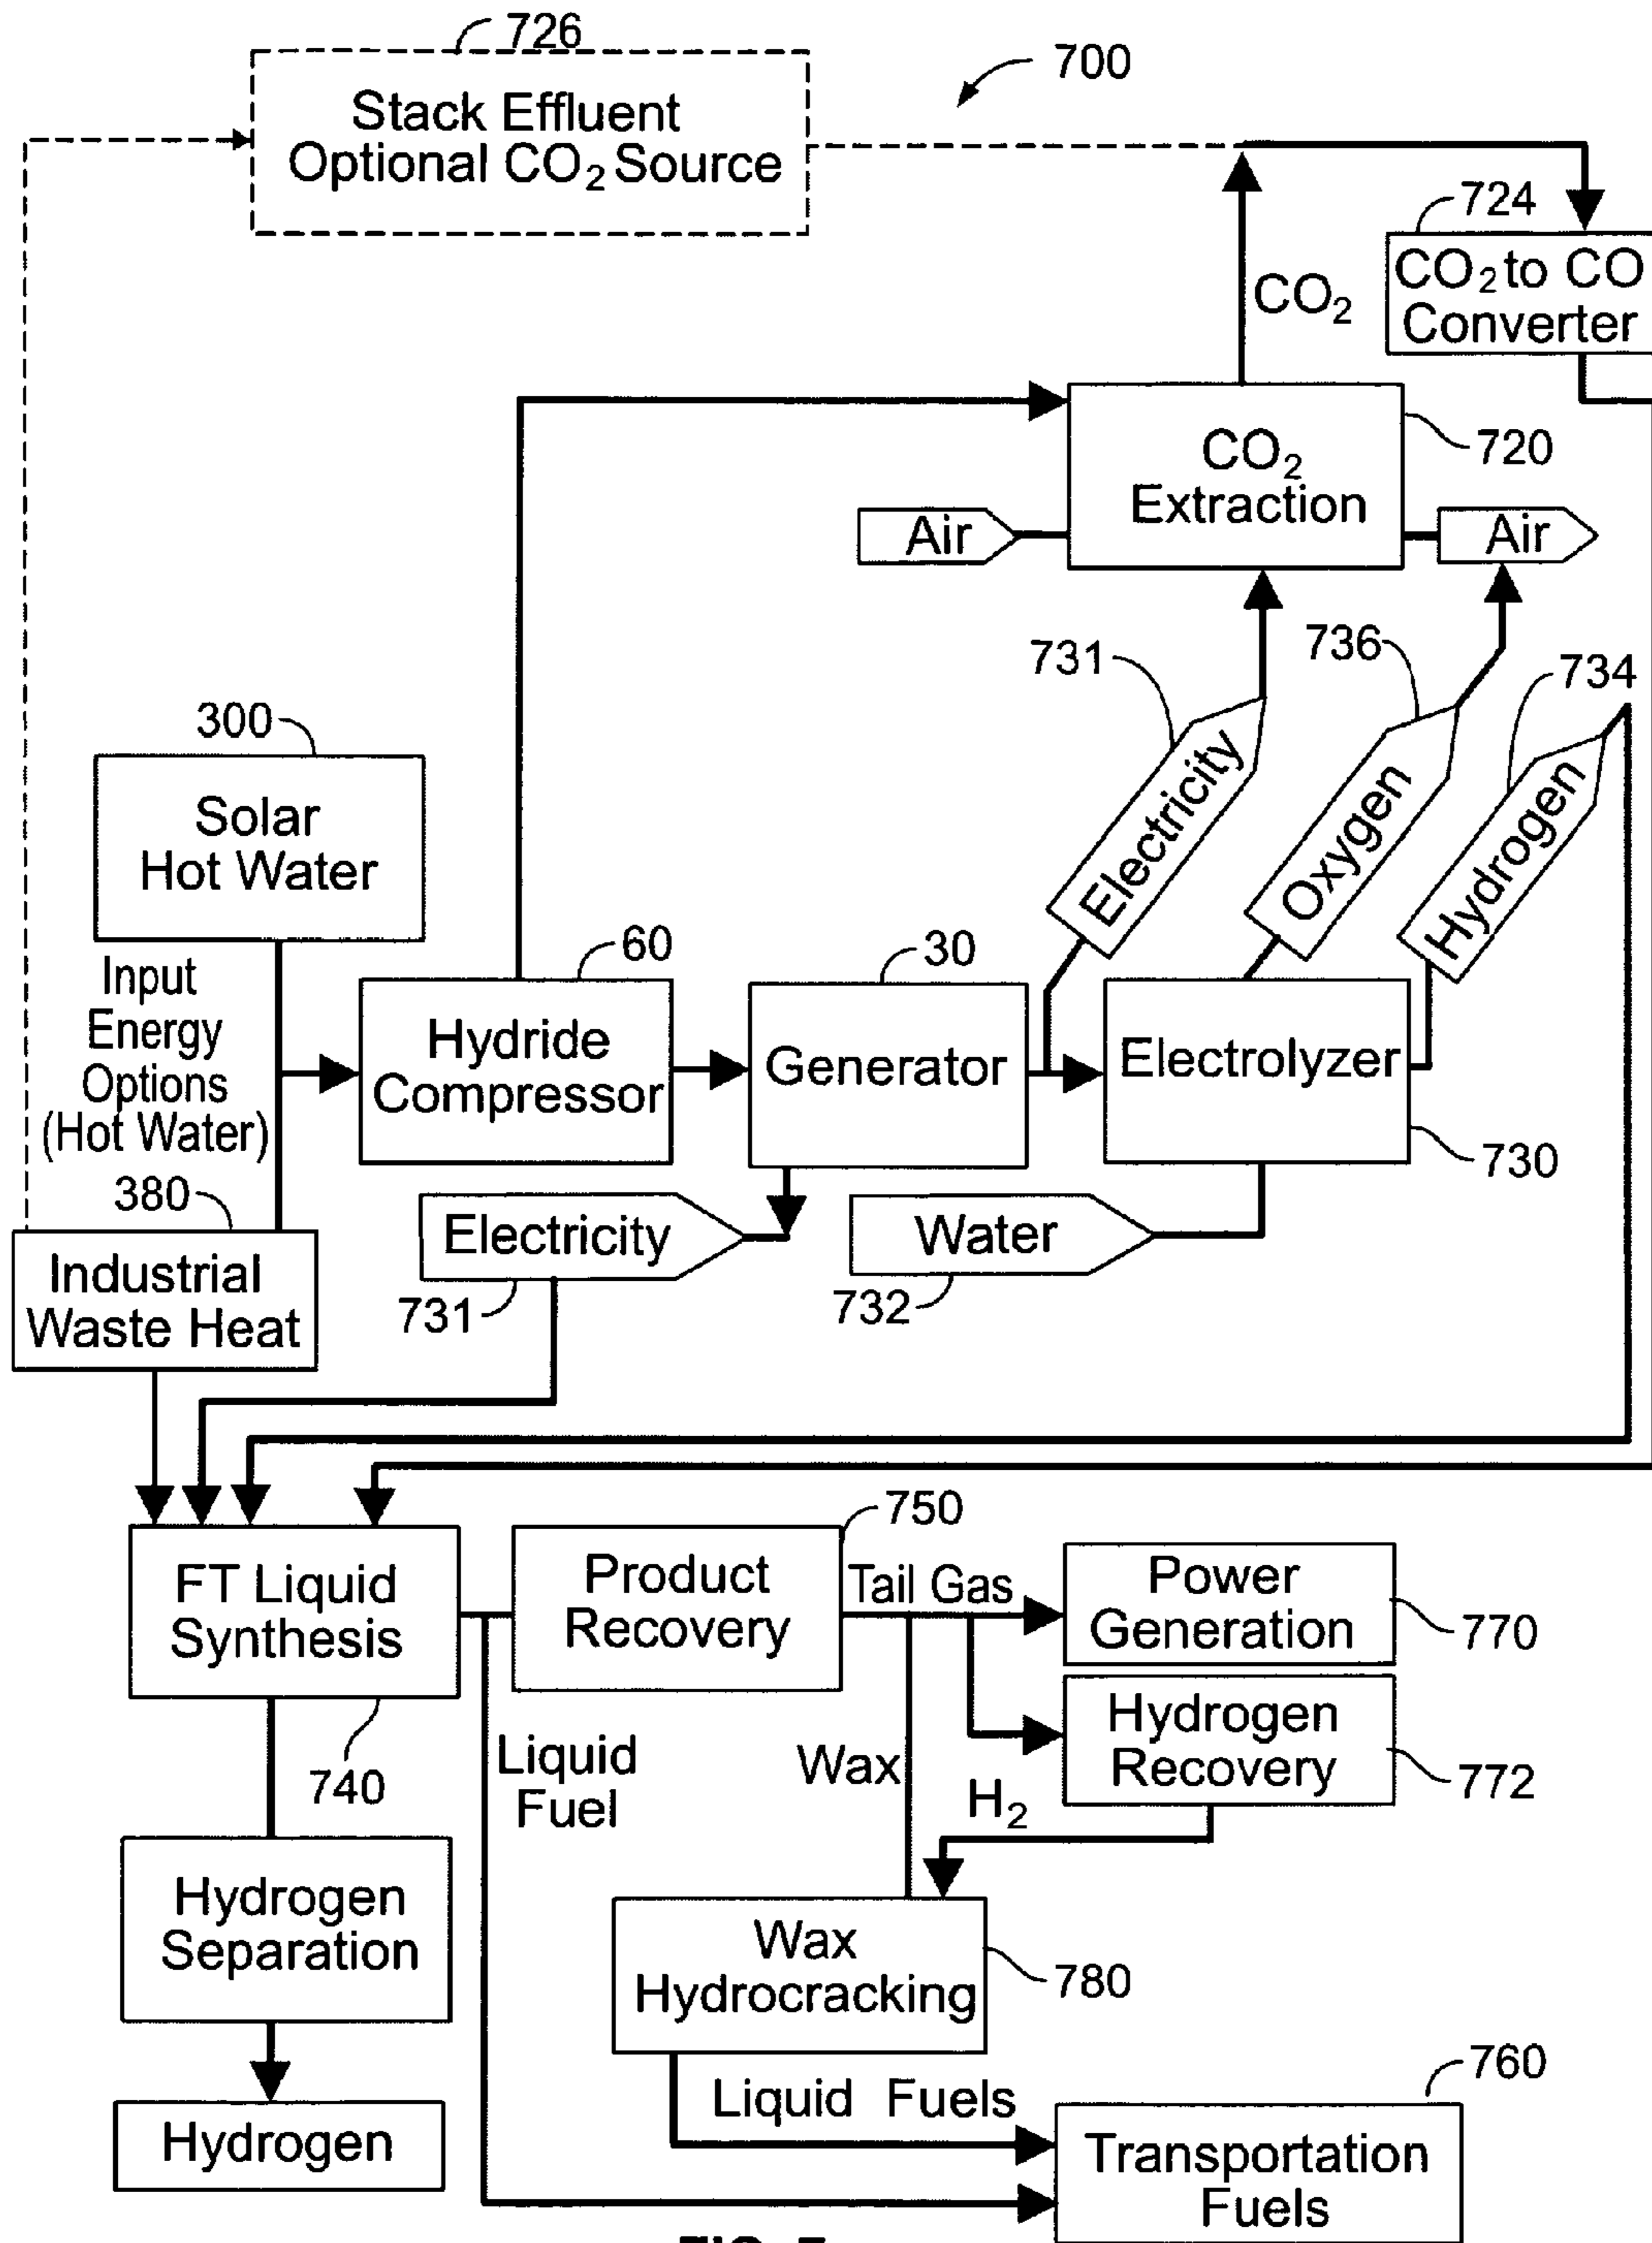 726
700
Stack Effluent
Optional CO₂ Source
724
CO₂ to CO
Converter
CO₂
720
CO₂
Extraction
Air
Air
731
736
734
300
Solar
Hot Water
Electricity
Oxygen
Hydrogen
Input
Energy
Options
(Hot Water)
60
30
Hydride
Compressor
Generator
Electrolyzer
730
380
Electricity
Water
731
732
Industrial
Waste Heat
750
FT Liquid
Synthesis
Product
Recovery
Tail Gas
Power
Generation
770
740
Liquid
Fuel
Wax
H₂
Hydrogen
Recovery
772
Hydrogen
Separation
Wax
Hydrocracking
780
760
Liquid Fuels
Hydrogen
Transportation
Fuels